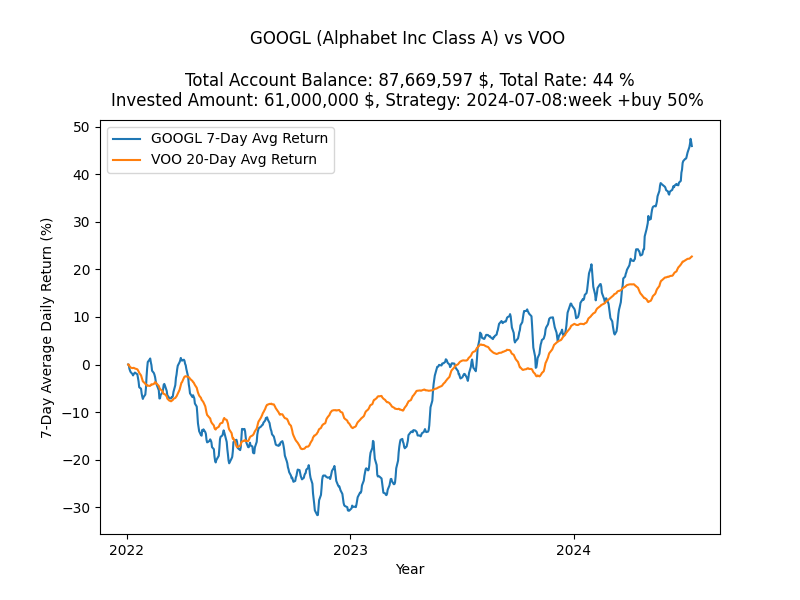 GOOGL (Alphabet Inc Class A) vs VOO
Total Account Balance: 87,669,597 $, Total Rate: 44 %
Invested Amount: 61,000,000 $, Strategy: 2024-07-08:week +buy 50%
GOOGL 7-Day Avg Return
VOO 20-Day Avg Return
7-Day Average Daily Return (%)
50
40
30
20
10
0
−10
−20
−30
2022
2023
2024
Year